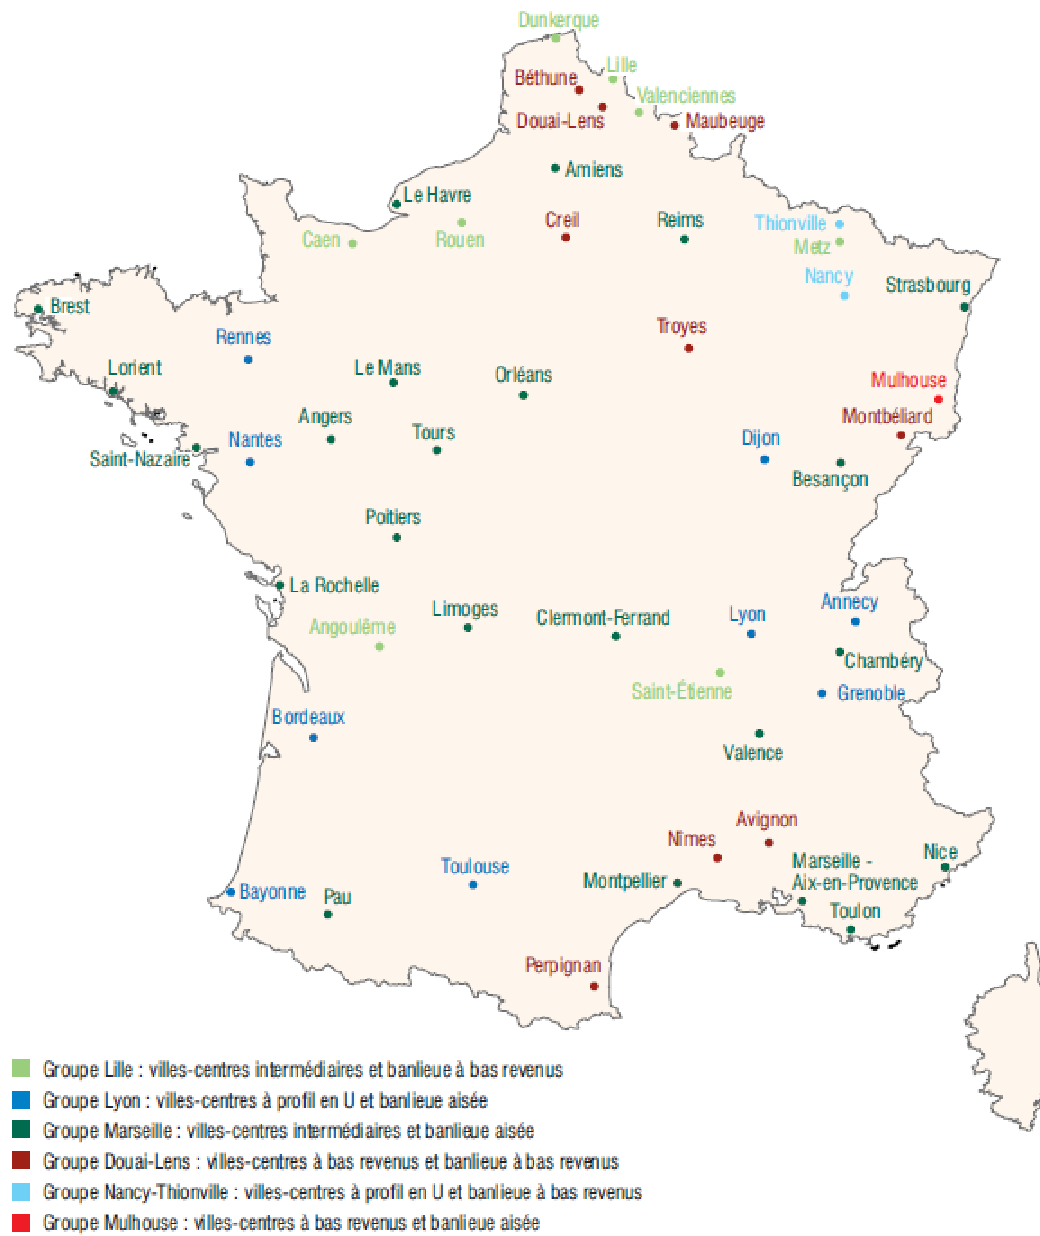 Dunkerque
Lille
Béthune
Valenciennes
Douai-Lens
Maubeuge
Amiens
Le Havre
Creil
Reims
Thionville
Caen
Rouen
Metz
Nancy
Strasbourg
Brest
Rennes
Troyes
Lorient
Le Mans
Orléans
Mulhouse
Angers
Montbéliard
Tours
Nantes
Dijon
Saint-Nazaire
Besançon
Poitiers
La Rochelle
Annecy
Limoges
Clermont-Ferrand
Lyon
Angoulême
Chambéry
Saint-Étienne
Grenoble
Bordeaux
Valence
Avignon
Nîmes
Nice
Marseille -
Aix-en-Provence
Toulouse
Montpellier
Bayonne
Pau
Toulon
Perpignan
Groupe Lille : villes-centres intermédiaires et banlieue à bas revenus
Groupe Lyon : villes-centres à profil en U et banlieue aisée
Groupe Marseille : villes-centres intermédiaires et banlieue aisée
Groupe Douai-Lens : villes-centres à bas revenus et banlieue à bas revenus
Groupe Nancy-Thionville : villes-centres à profil en U et banlieue à bas revenus
Groupe Mulhouse : villes-centres à bas revenus et banlieue aisée